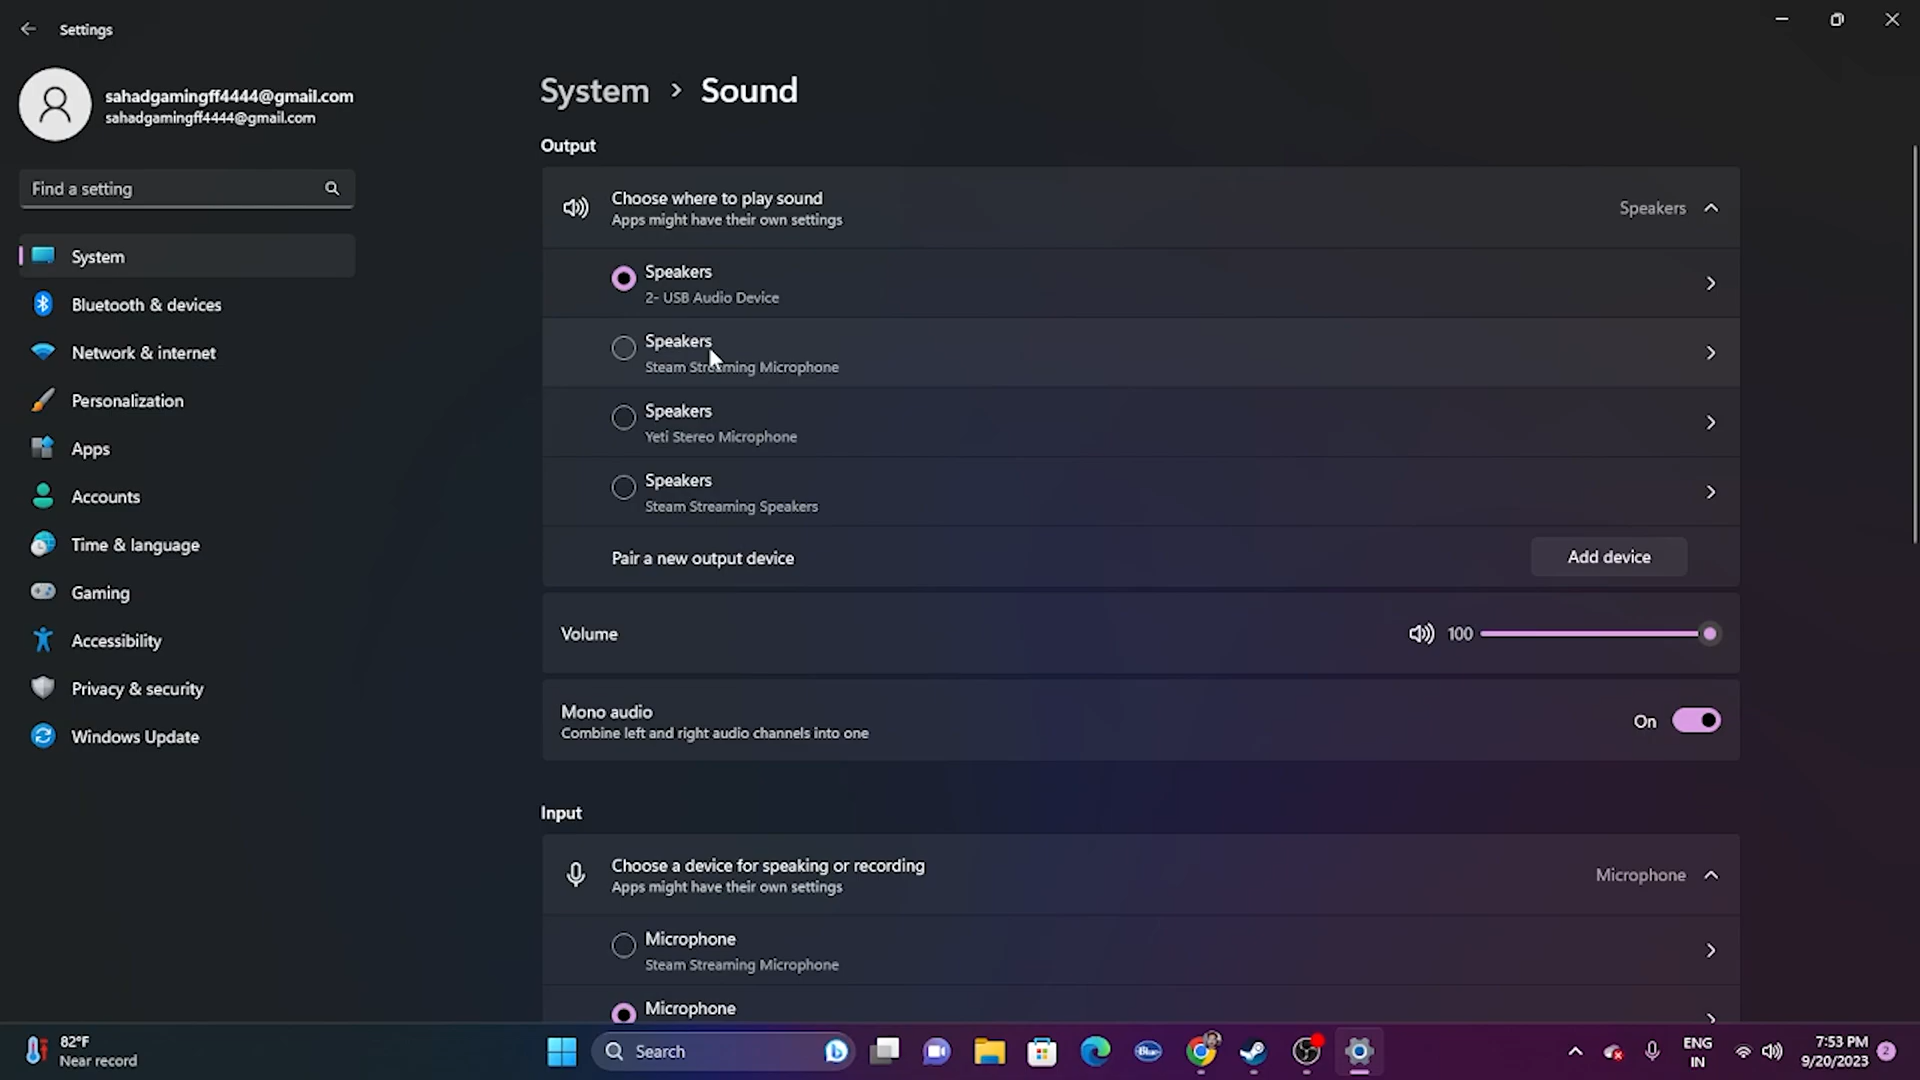 Settings
sahadgamingff4444@gmail.com
sahadgamingff4444@gmail.com
Find a setting
System
Bluetooth & devices
Network & internet
Personalization
Apps
Accounts
Time & language
Gaming
Accessibility
Privacy & security
Windows Update
System > Sound
Output
Choose where to play sound
Apps might have their own settings
Speakers
Speakers
2- USB Audio Device
Speakers
Steam Streaming Microphone
Speakers
Yeti Stereo Microphone
Speakers
Steam Streaming Speakers
Pair a new output device
Add device
Volume
100
Mono audio
Combine left and right audio channels into one
On
Input
Choose a device for speaking or recording
Apps might have their own settings
Microphone
Microphone
Steam Streaming Microphone
Microphone
82°F
Near record
Search
ENG
IN
7:53 PM
9/20/2023
2